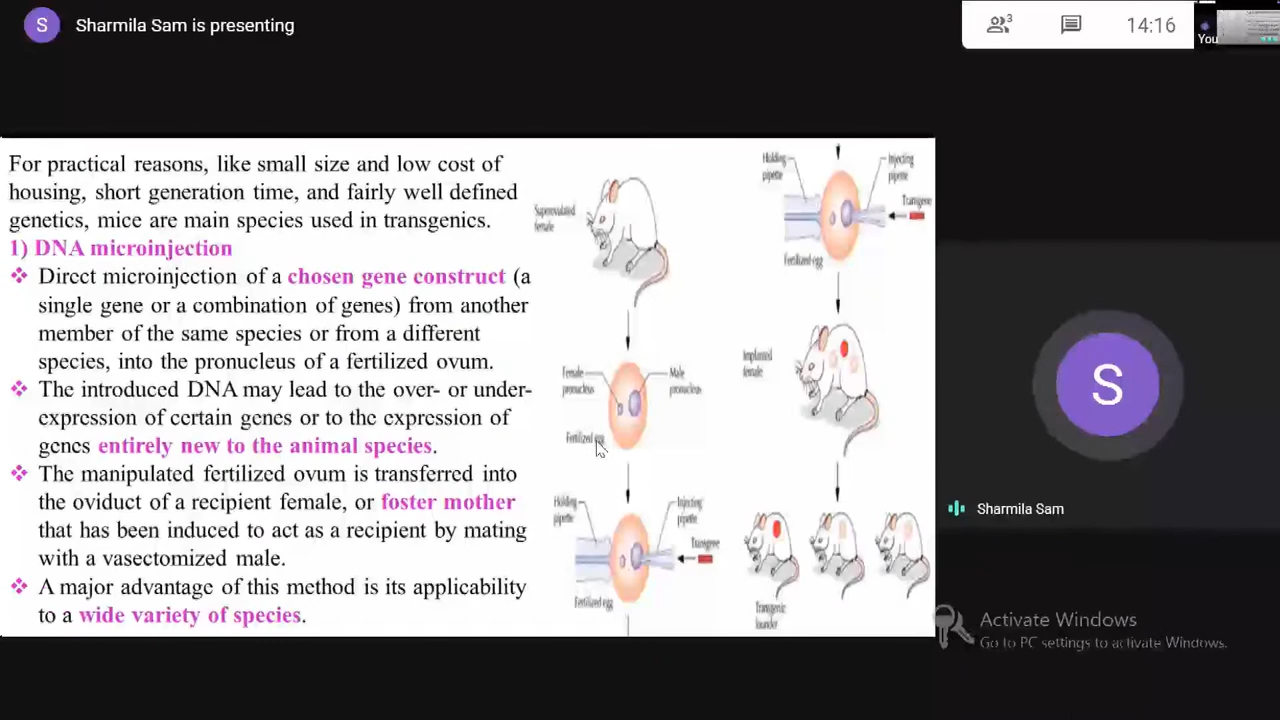 S
Sharmila Sam is presenting
3
14:16
You
For practical reasons, like small size and low cost of
housing, short generation time, and fairly well defined
genetics, mice are main species used in transgenics.
1) DNA microinjection
❖ Direct microinjection of a chosen gene construct (a
single gene or a combination of genes) from another
member of the same species or from a different
species, into the pronucleus of a fertilized ovum.
❖ The introduced DNA may lead to the over- or under-
expression of certain genes or to the expression of
genes entirely new to the animal species.
❖ The manipulated fertilized ovum is transferred into
the oviduct of a recipient female, or foster mother
that has been induced to act as a recipient by mating
with a vasectomized male.
❖ A major advantage of this method is its applicability
to a wide variety of species.
Superovulated
female
Female
pronucleus
Male
pronucleus
Fertilized egg
Holding
pipette
Injecting
pipette
Transgene
Fertilized egg
Holding
pipette
Injecting
pipette
Transgene
Fertilized egg
Implanted
female
Transgenic
founder
S
Sharmila Sam
Activate Windows
Go to PC settings to activate Windows.